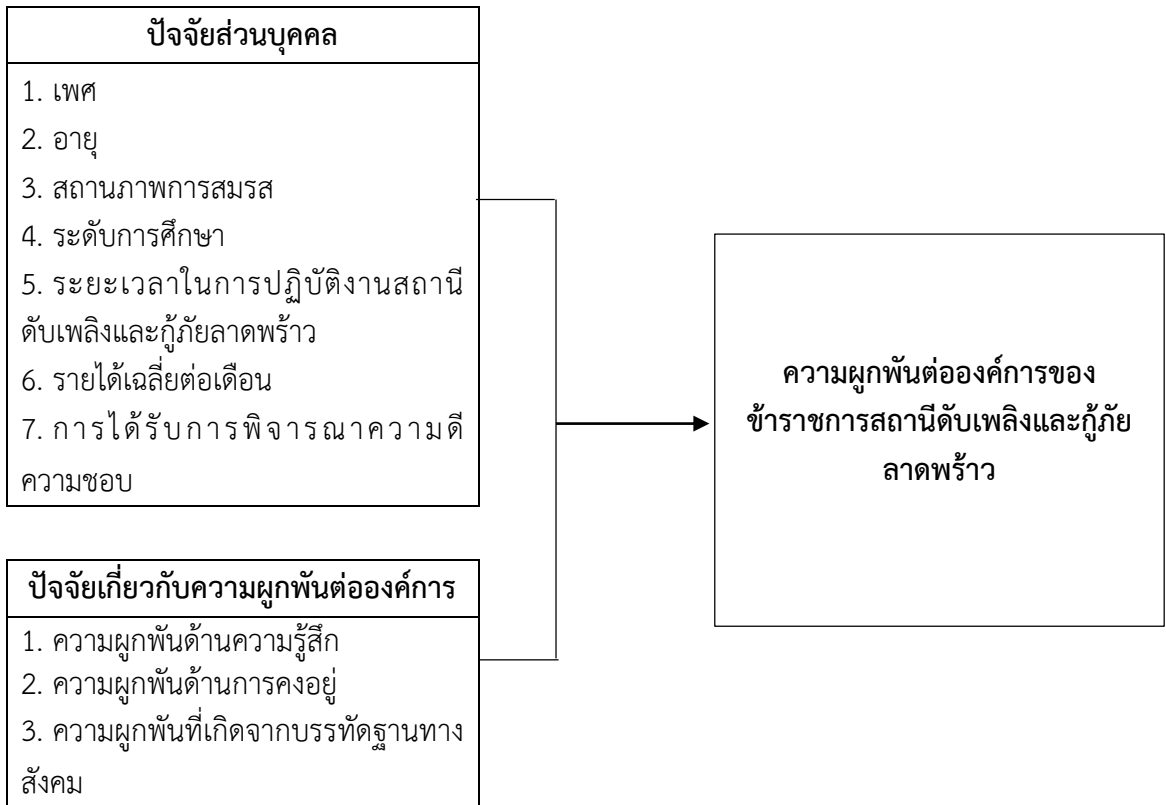 ปัจจัยส่วนบุคคล
1. เพศ
2. อายุ
3. สถานภาพการสมรส
4. ระดับการศึกษา
5. ระยะเวลาในการปฏิบัติงานสถานี
ดับเพลิงและกู้ภัยลาดพร้าว
6. รายได้เฉลี่ยต่อเดือน
7. การได้รับการพิจารณาความดี
ความชอบ
ปัจจัยเกี่ยวกับความผูกพันต่อองค์การ
1. ความผูกพันด้านความรู้สึก
2. ความผูกพันด้านการคงอยู่
3. ความผูกพันที่เกิดจากบรรทัดฐานทาง
สังคม
ความผูกพันต่อองค์การของ
ข้าราชการสถานีดับเพลิงและกู้ภัย
ลาดพร้าว